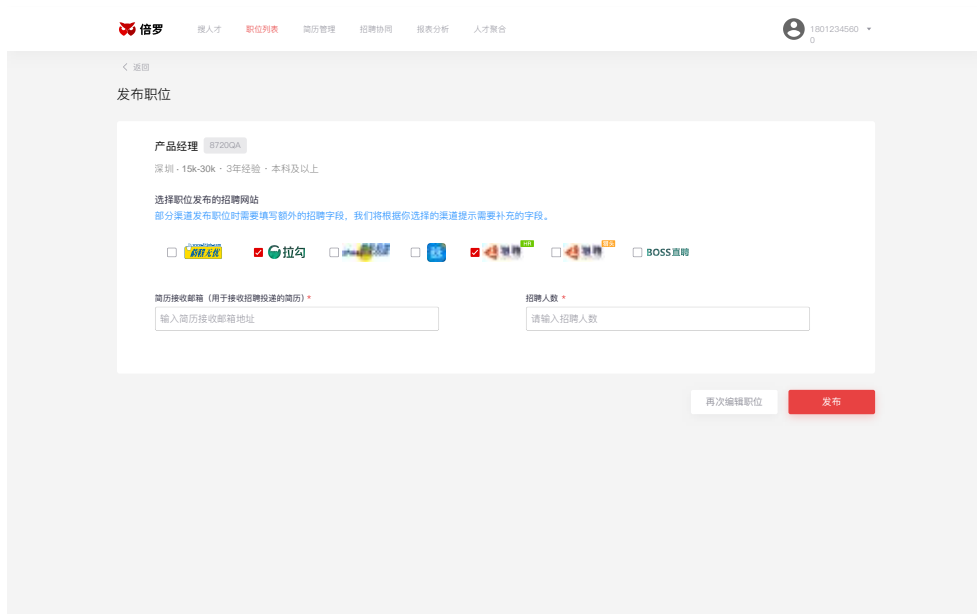 倍罗
搜人才 职位列表 简历管理 招聘协同 报表分析 人才聚合
1801234560
0
返回
发布职位
产品经理 8720QA
深圳 · 15k-30k · 3年经验 · 本科及以上
选择职位发布的招聘网站
部分渠道发布职位时需要填写额外的招聘字段，我们将根据你选择的渠道提示需要补充的字段。
前程无忧 拉勾 猎聘 HR 猎聘 BOSS直聘
简历接收邮箱（用于接收招聘投递的简历）* 招聘人数 *
输入简历接收邮箱地址 请输入招聘人数
再次编辑职位 发布